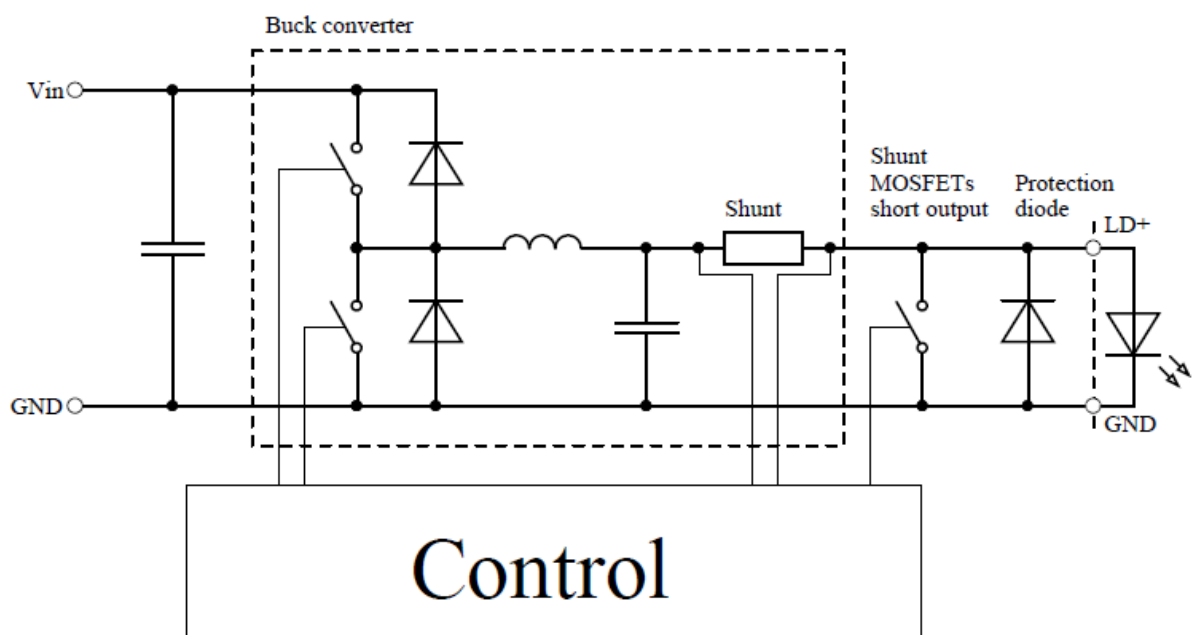 Buck converter
Vin
Shunt
MOSFETs
short output
Protection
diode
Shunt
LD+
GND
GND
Control